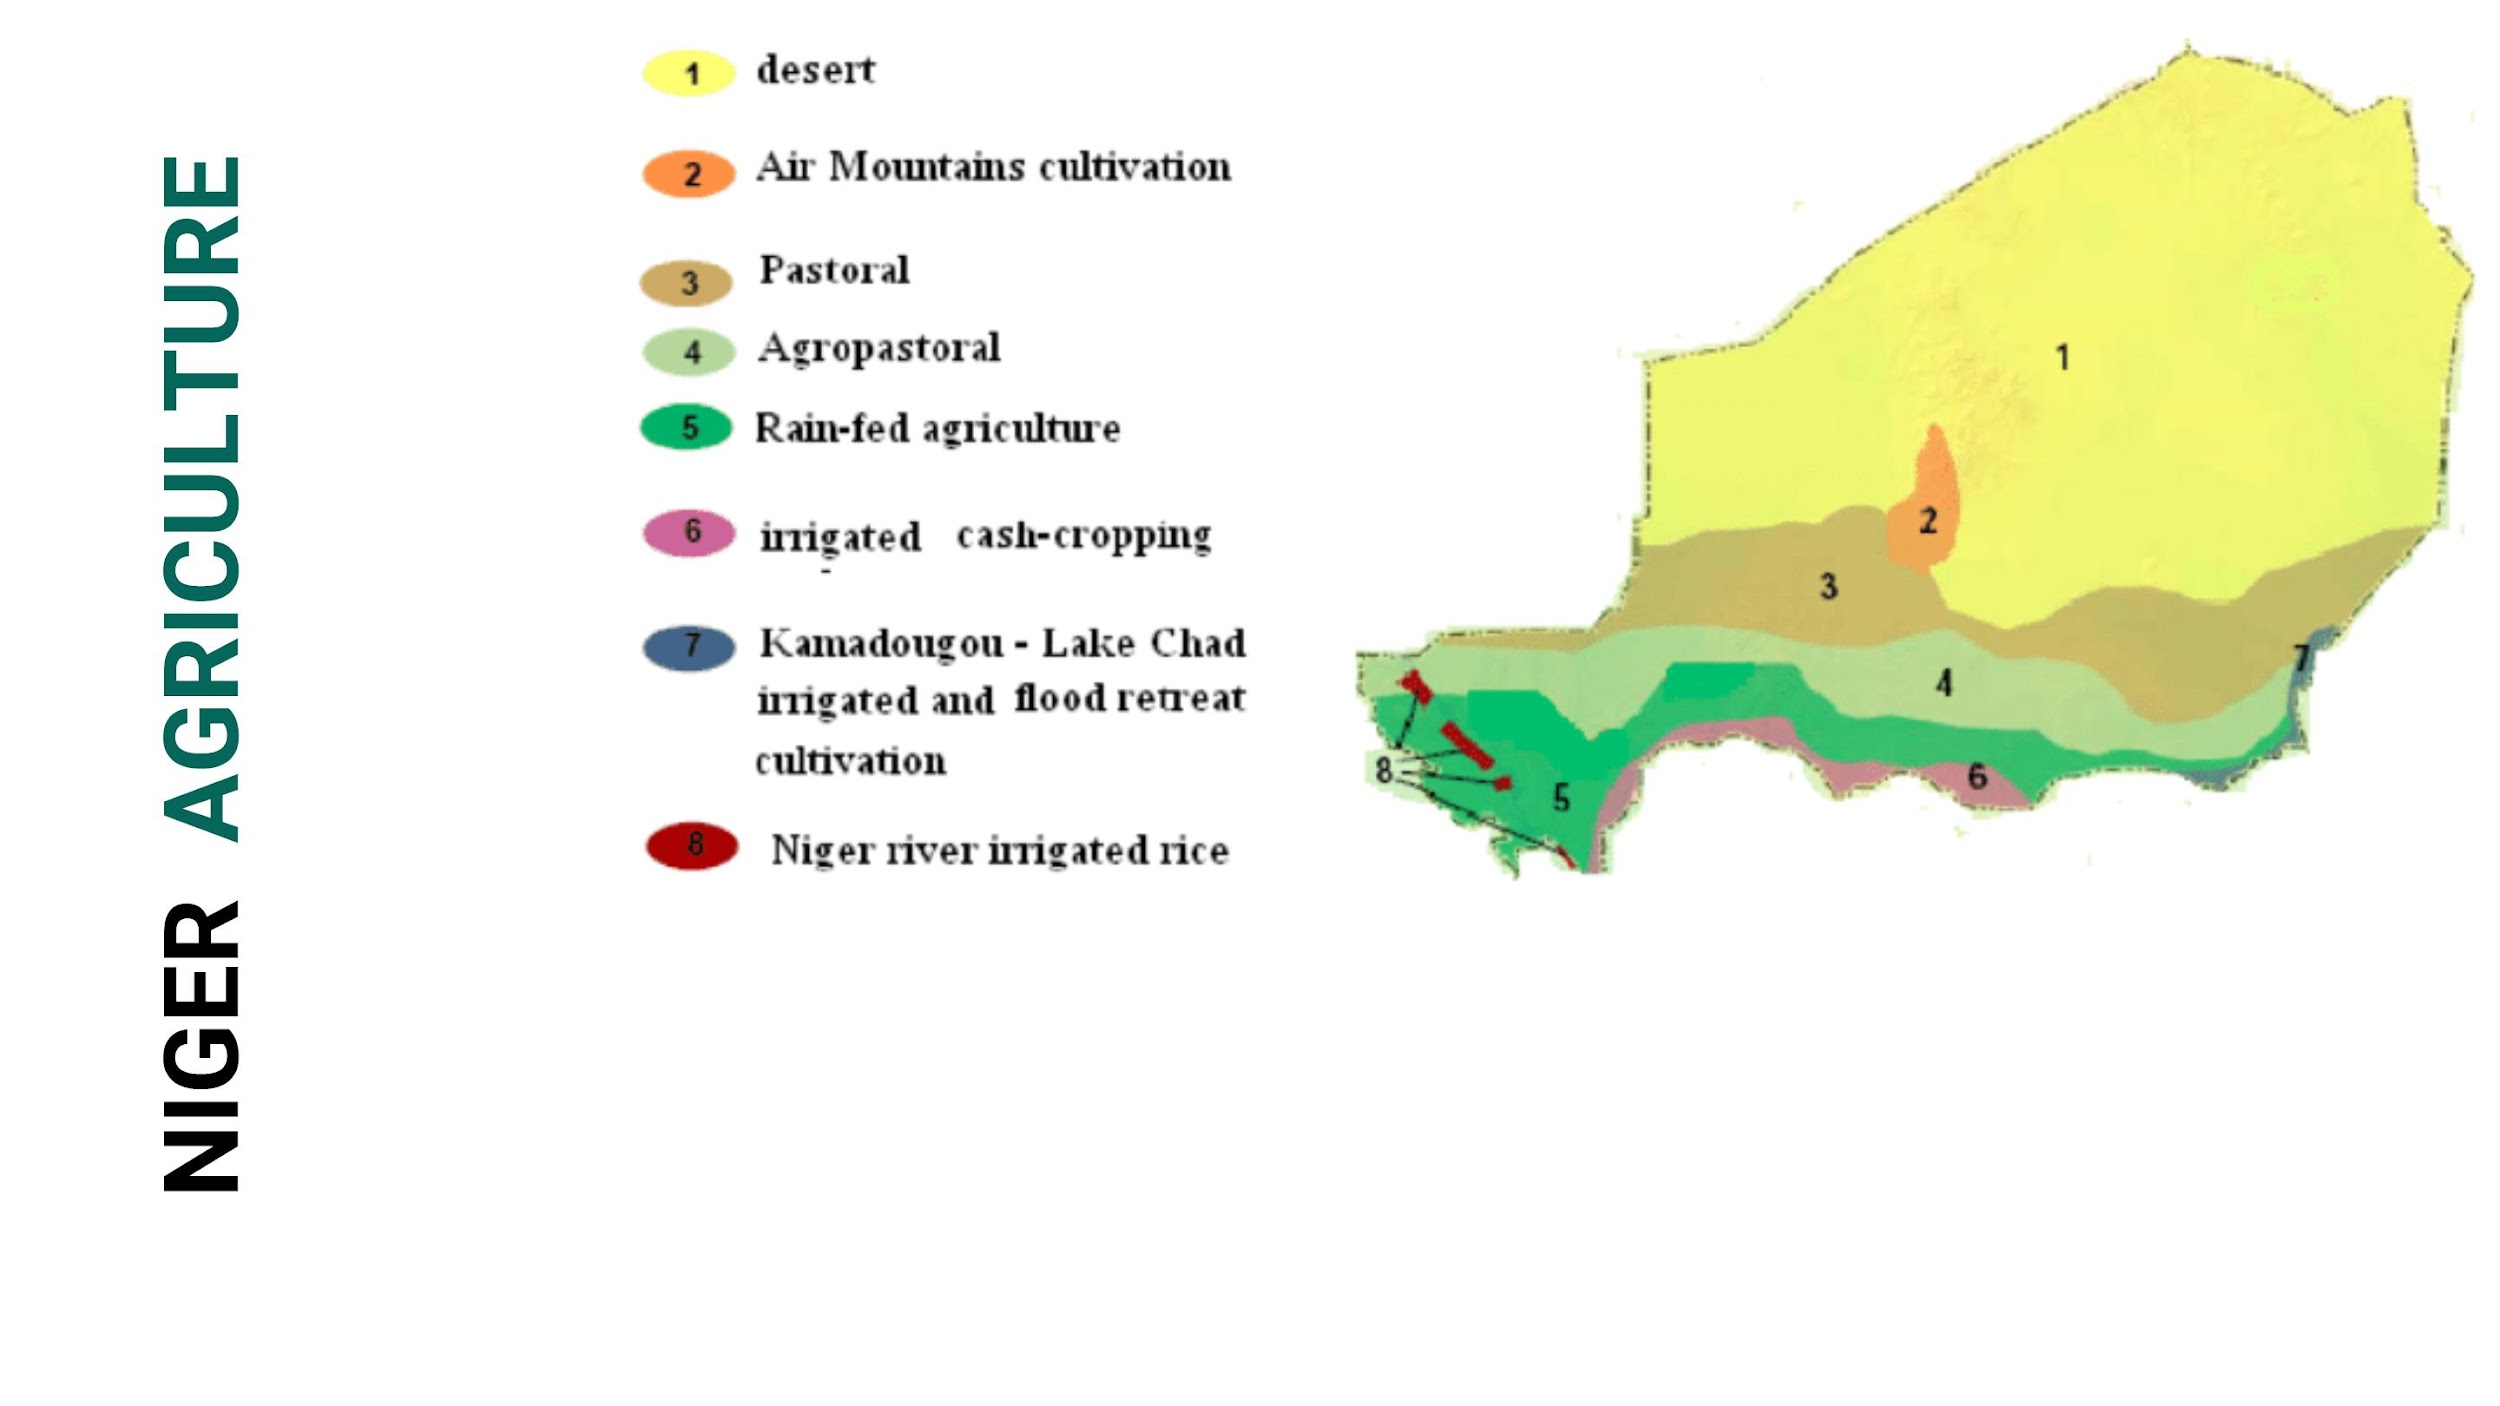 NIGER AGRICULTURE
1 desert
2 Air Mountains cultivation
3 Pastoral
4 Agropastoral
5 Rain-fed agriculture
6 irrigated cash-cropping
-
7 Kamadougou - Lake Chad
irrigated and flood retreat
cultivation
8 Niger river irrigated rice
1
2
3
7
4
8
6
5